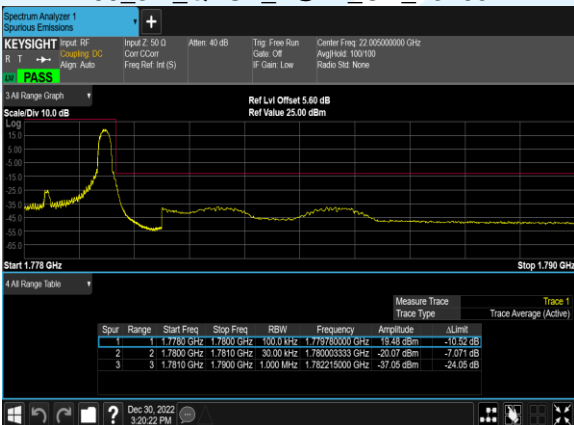 Spectrum Analyzer 1
Spurious Emissions
+
KEYSIGHT
R T
PASS
Input: RF
Coupling: DC
Align: Auto
Input Z: 50 Ω
Corr CCorr
Freq Ref: Int (S)
Atten: 40 dB
Trig: Free Run
Gate: Off
IF Gain: Low
Center Freq: 22.005000000 GHz
Avg|Hold: 100/100
Radio Std: None
3 All Range Graph
Scale/Div 10.0 dB
Ref Lvl Offset 5.60 dB
Ref Value 25.00 dBm
Log
15.0
5.00
-5.00
-15.0
-25.0
-35.0
-45.0
-55.0
-65.0
Start 1.778 GHz
Stop 1.790 GHz
4 All Range Table
Measure Trace Trace 1
Trace Type Trace Average (Active)
Spur Range Start Freq Stop Freq RBW Frequency Amplitude ΔLimit
1 1 1.7780 GHz 1.7800 GHz 100.0 kHz 1.779780000 GHz 19.48 dBm -10.52 dB
2 2 1.7800 GHz 1.7810 GHz 30.00 kHz 1.780003333 GHz -20.07 dBm -7.071 dB
3 3 1.7810 GHz 1.7900 GHz 1.000 MHz 1.782215000 GHz -37.05 dBm -24.05 dB
?
Dec 30, 2022
3:20:22 PM